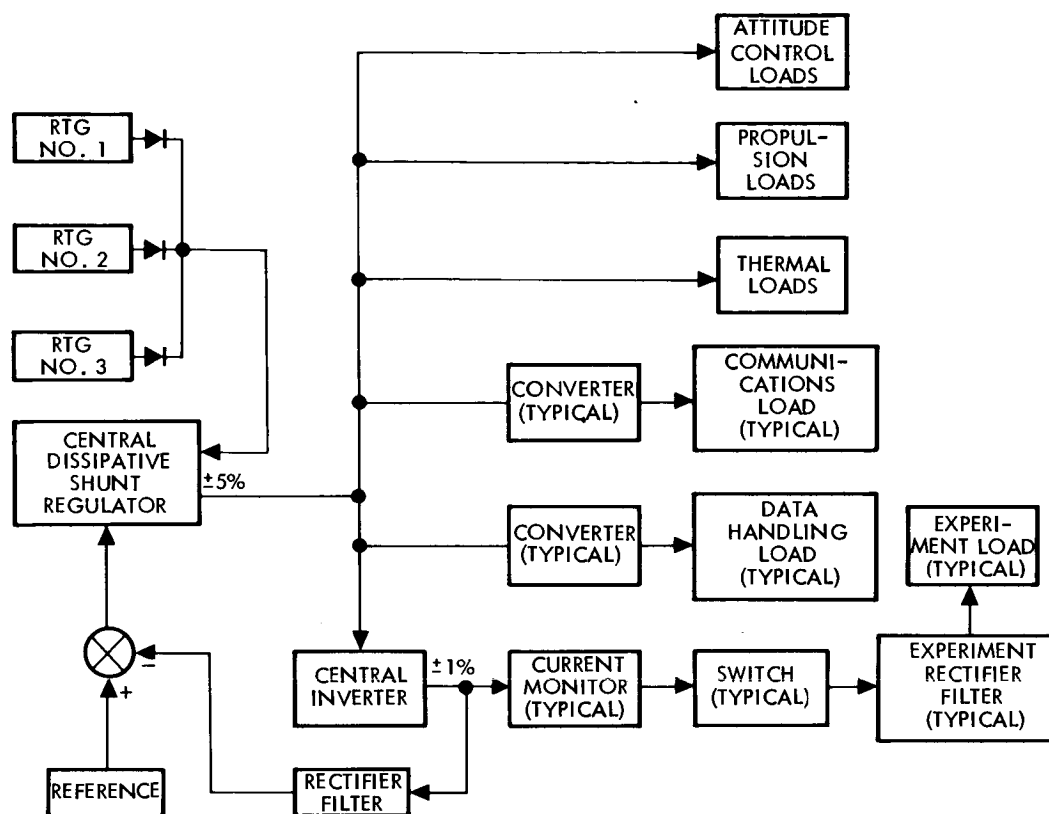 ATTITUDE
CONTROL
LOADS
RTG
NO. 1
PROPUL-
SION
LOADS
RTG
NO. 2
THERMAL
LOADS
RTG
NO. 3
CONVERTER
(TYPICAL)
COMMUNI-
CATIONS
LOAD
(TYPICAL)
CENTRAL
DISSIPATIVE
SHUNT
REGULATOR
±5%
CONVERTER
(TYPICAL)
DATA
HANDLING
LOAD
(TYPICAL)
EXPERI-
MENT LOAD
(TYPICAL)
−
+
CENTRAL
INVERTER
±1%
CURRENT
MONITOR
(TYPICAL)
SWITCH
(TYPICAL)
EXPERIMENT
RECTIFIER
FILTER
(TYPICAL)
REFERENCE
RECTIFIER
FILTER